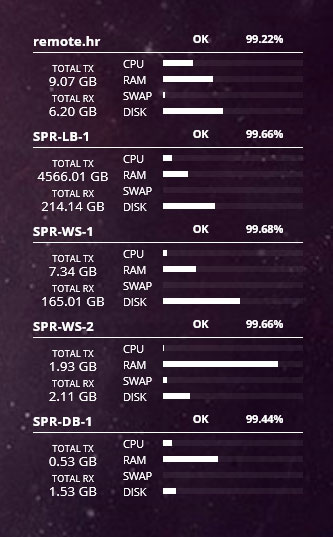 remote.hr OK 99.22%
TOTAL TX CPU
9.07 GB RAM
TOTAL RX SWAP
6.20 GB DISK
SPR-LB-1 OK 99.66%
TOTAL TX CPU
4566.01 GB RAM
TOTAL RX SWAP
214.14 GB DISK
SPR-WS-1 OK 99.68%
TOTAL TX CPU
7.34 GB RAM
TOTAL RX SWAP
165.01 GB DISK
SPR-WS-2 OK 99.66%
TOTAL TX CPU
1.93 GB RAM
TOTAL RX SWAP
2.11 GB DISK
SPR-DB-1 OK 99.44%
TOTAL TX CPU
0.53 GB RAM
TOTAL RX SWAP
1.53 GB DISK